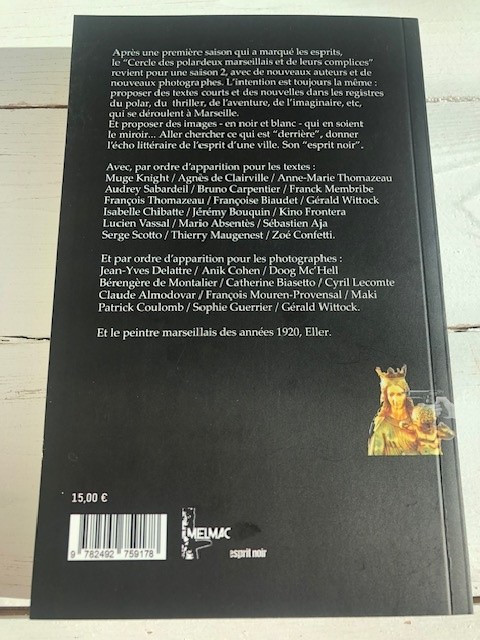 Après une première saison qui a marqué les esprits,
le "Cercle des polardeux marseillais et de leurs complices"
revient pour une saison 2, avec de nouveaux auteurs et de
nouveaux photographes. L'intention est toujours la même :
proposer des textes courts et des nouvelles dans les registres
du polar, du thriller, de l'aventure, de l'imaginaire, etc,
qui se déroulent à Marseille.
Et proposer des images - en noir et blanc - qui en soient
le miroir... Aller chercher ce qui est "derrière", donner
l'écho littéraire de l'esprit d'une ville. Son "esprit noir".
Avec, par ordre d'apparition pour les textes :
Muge Knight / Agnès de Clairville / Anne-Marie Thomazeau
Audrey Sabardeil / Bruno Carpentier / Franck Membribe
François Thomazeau / Françoise Biaudet / Gérald Wittock
Isabelle Chibatte / Jérémy Bouquin / Kino Frontera
Lucien Vassal / Mario Absentès / Sébastien Aja
Serge Scotto / Thierry Maugenest / Zoé Confetti.
Et par ordre d'apparition pour les photographes :
Jean-Yves Delattre / Anik Cohen / Doog Mc'Hell
Bérengère de Montalier / Catherine Biasetto / Cyril Lecomte
Claude Almodovar / François Mouren-Provensal / Maki
Patrick Coulomb / Sophie Guerrier / Gérald Wittock.
Et le peintre marseillais des années 1920, Eller.
15,00 €
9 782492 759178
MELMAC
esprit noir